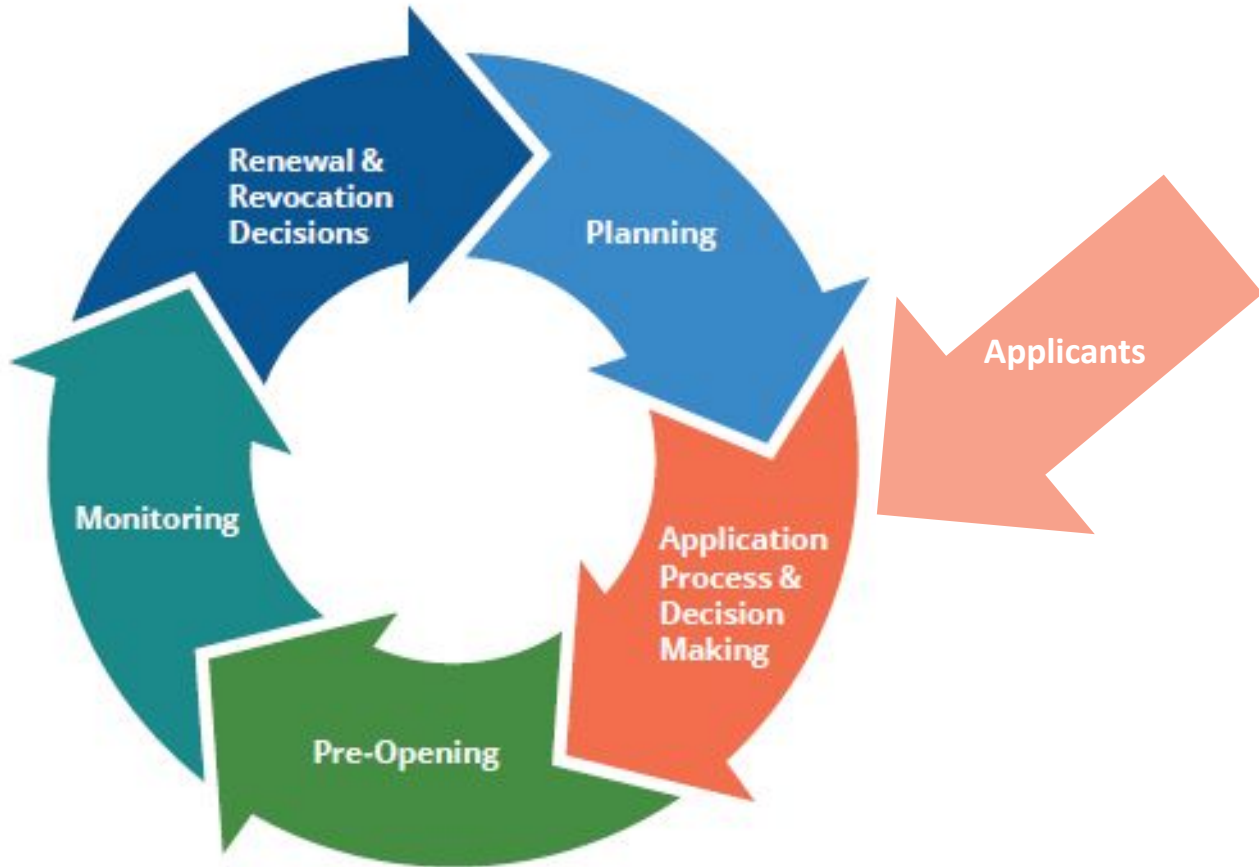 Renewal &
Revocation
Decisions
Planning
Applicants
Application
Process &
Decision
Making
Pre-Opening
Monitoring